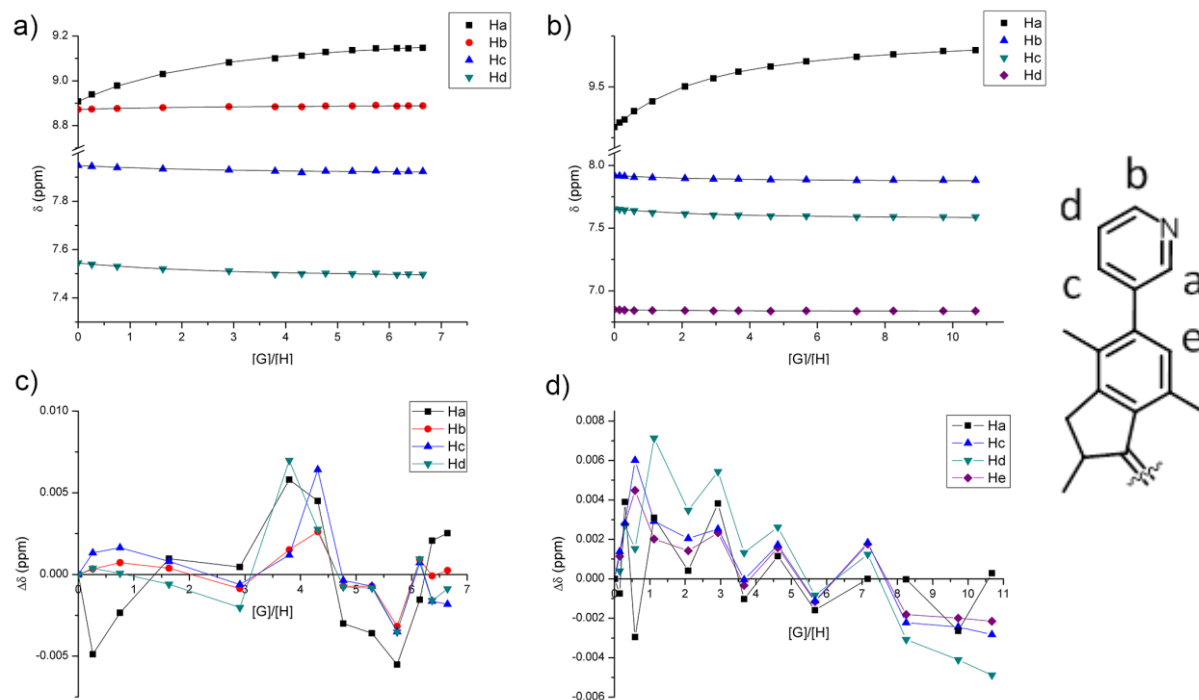 a)
Ha
Hb
Hc
Hd
9.2
9.1
9.0
8.9
8.8
7.8
7.6
7.4
δ (ppm)
0 1 2 3 4 5 6 7
[G]/[H]
b)
Ha
Hb
Hc
Hd
9.5
8.0
7.5
7.0
δ (ppm)
0 2 4 6 8 10
[G]/[H]
c)
Ha
Hb
Hc
Hd
0.010
0.005
0.000
-0.005
Δδ (ppm)
0 1 2 3 4 5 6 7
[G]/[H]
d)
Ha
Hc
Hd
He
0.008
0.006
0.004
0.002
0.000
-0.002
-0.004
-0.006
Δδ (ppm)
0 1 2 3 4 5 6 7 8 9 10 11
[G]/[H]
b
d
N
c
a
e